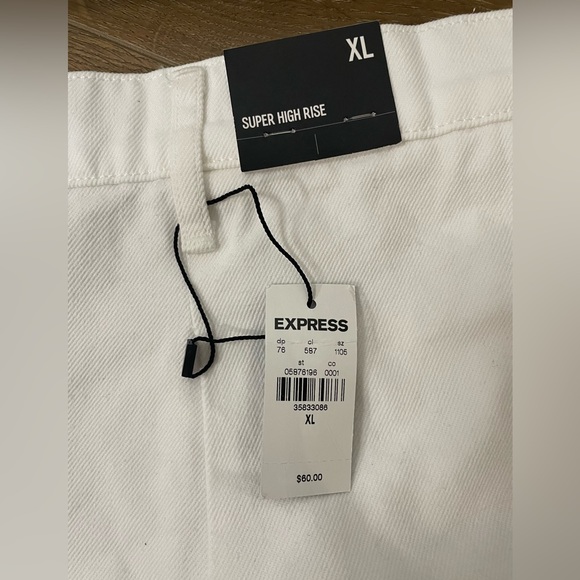 XL
SUPER HIGH RISE
EXPRESS
dp cl sz
76 587 1105
st co
05976196 0001
35833086
XL
$60.00